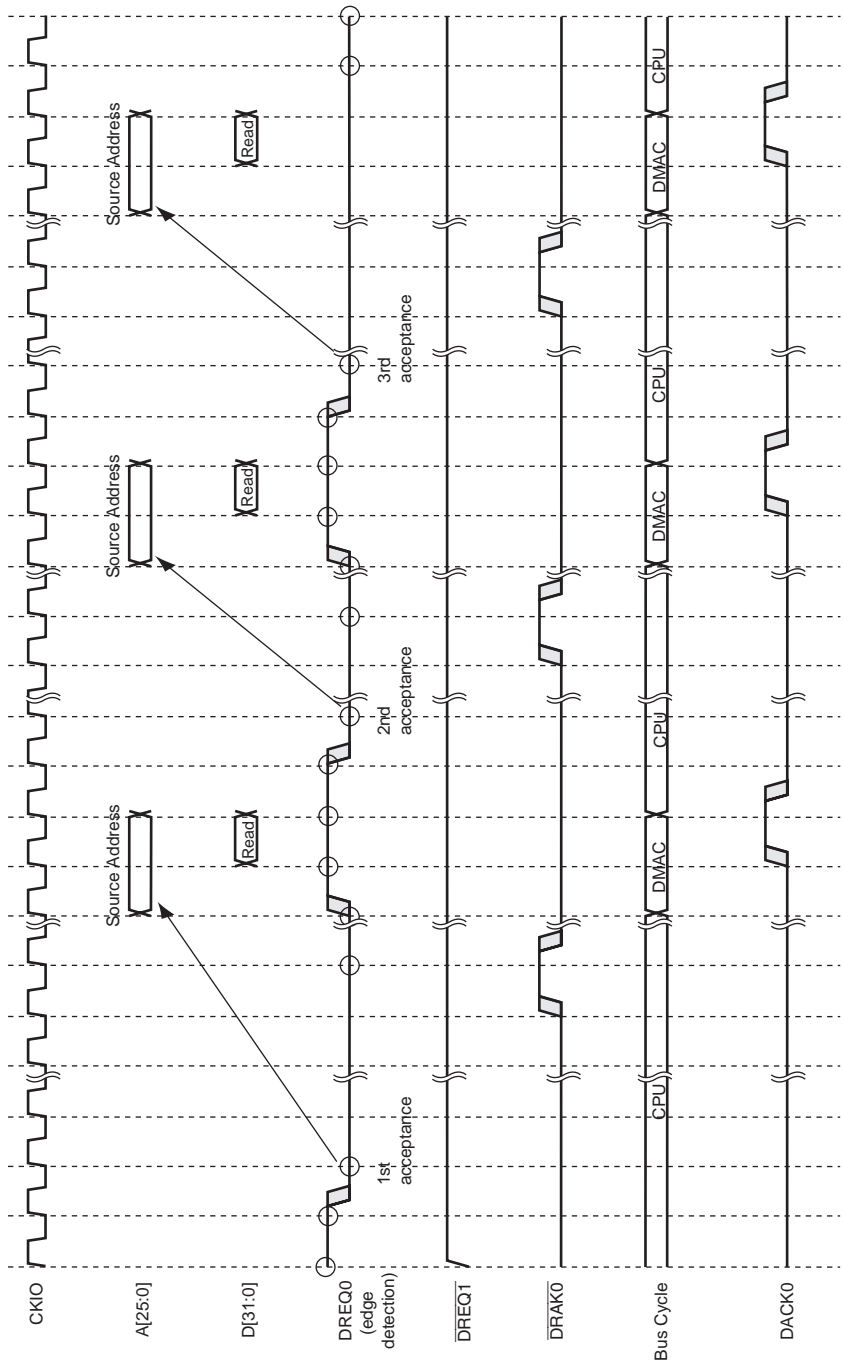 CKIO
A[25:0]
Source Address
Source Address
Source Address
D[31:0]
Read
Read
Read
DREQ0
(edge
detection)
1st
acceptance
2nd
acceptance
3rd
acceptance
DREQ1
DRAK0
Bus Cycle
CPU
DMAC
CPU
DMAC
CPU
DMAC
CPU
DACK0